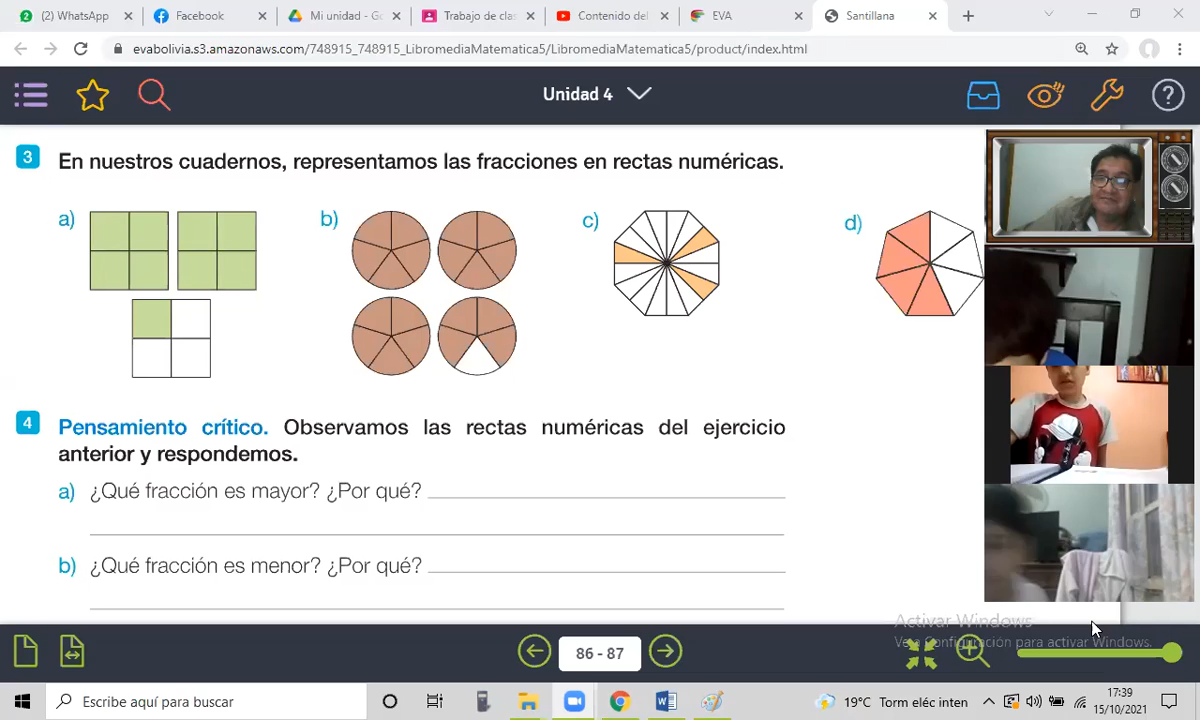 (2) WhatsApp
Facebook
Mi unidad - Go
Trabajo de clas
Contenido del
EVA
Santillana
evabolivia.s3.amazonaws.com/748915_748915_LibromediaMatematica5/LibromediaMatematica5/product/index.html
Unidad 4
3 En nuestros cuadernos, representamos las fracciones en rectas numéricas.
a) b) c) d)
4 Pensamiento crítico. Observamos las rectas numéricas del ejercicio
anterior y respondemos.
a) ¿Qué fracción es mayor? ¿Por qué?
b) ¿Qué fracción es menor? ¿Por qué?
Activar Windows
Ve a Configuración para activar Windows.
86 - 87
Escribe aquí para buscar
19°C Torm eléc inten
17:39
15/10/2021